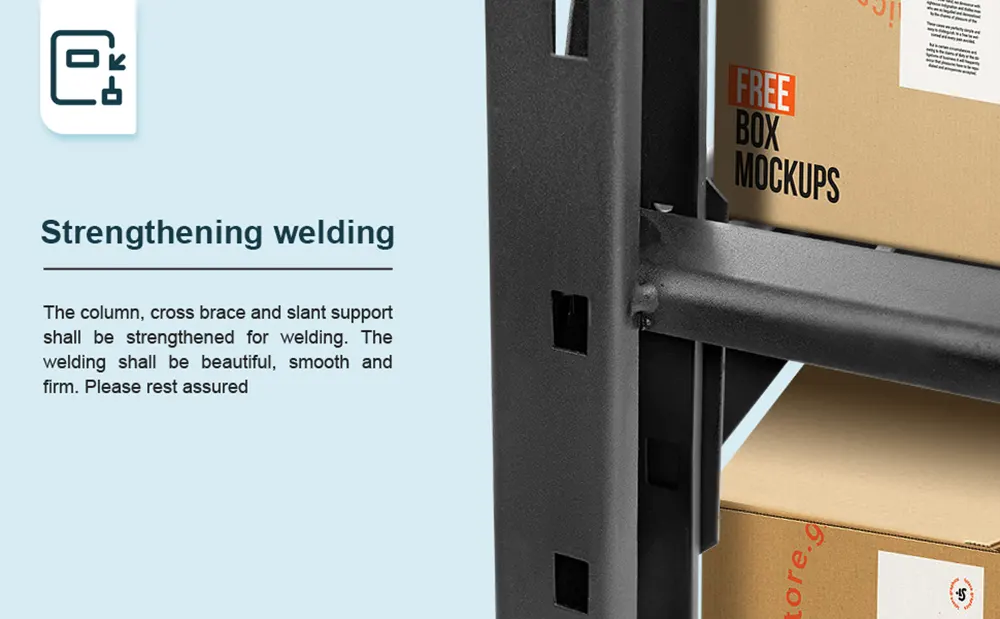 Strengthening welding
The column, cross brace and slant support
shall be strengthened for welding. The
welding shall be beautiful, smooth and
firm. Please rest assured
FREE
BOX
MOCKUPS
tore.g